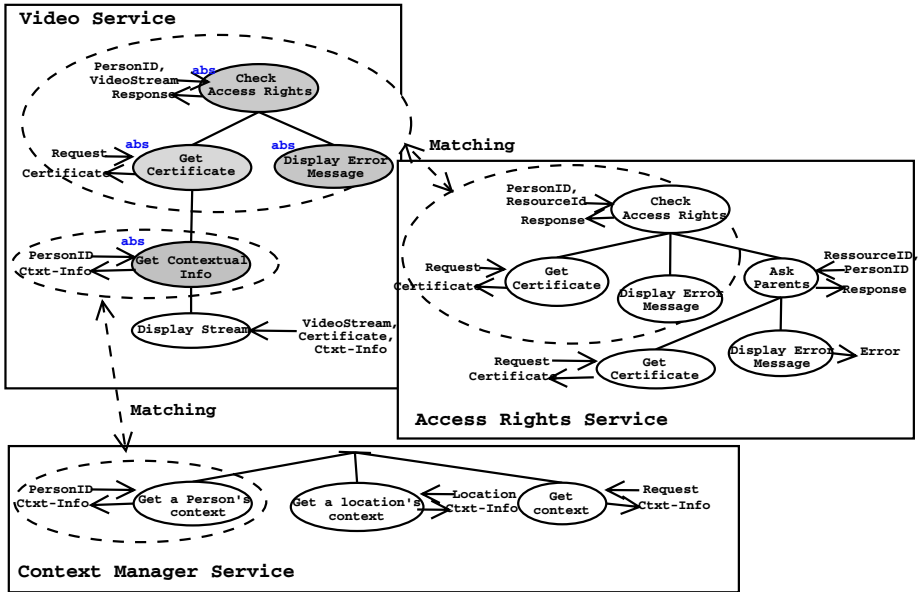 Video Service
PersonID,
VideoStream
Response
abs
Check
Access Rights
Request
Certificate
abs
Get
Certificate
abs
Display Error
Message
PersonID
Ctxt-Info
abs
Get Contextual
Info
Display Stream
VideoStream,
Certificate,
Ctxt-Info
Matching
Matching
PersonID,
ResourceId
Response
Check
Access Rights
Request
Certificate
Get
Certificate
Display Error
Message
Ask
Parents
RessourceID,
PersonID
Response
Request
Certificate
Get
Certificate
Display Error
Message
Error
Access Rights Service
PersonID
Ctxt-Info
Get a Person's
context
Get a location's
context
Location
Ctxt-Info
Get
context
Request
Ctxt-Info
Context Manager Service